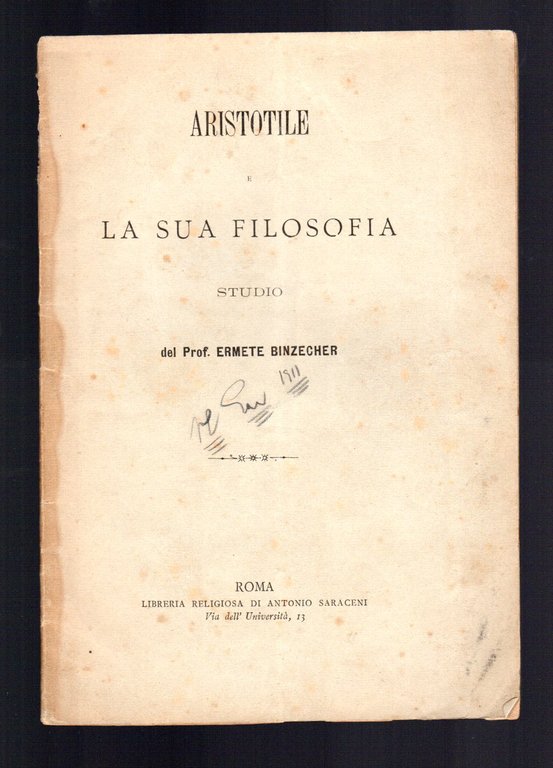 ARISTOTILE
E
LA SUA FILOSOFIA
STUDIO
del Prof. ERMETE BINZECHER
1911
ROMA
LIBRERIA RELIGIOSA DI ANTONIO SARACENI
Via dell' Università, 13